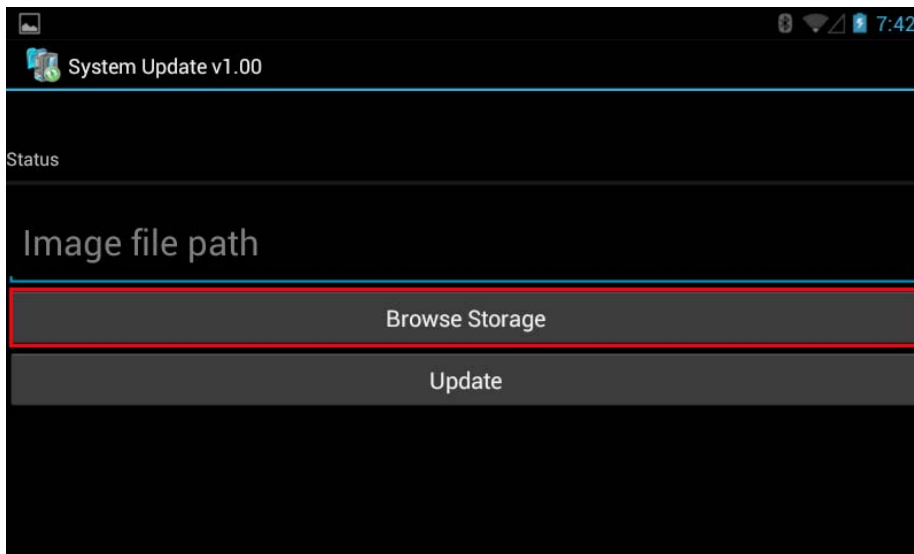 7:42
System Update v1.00
Status
Image file path
Browse Storage
Update